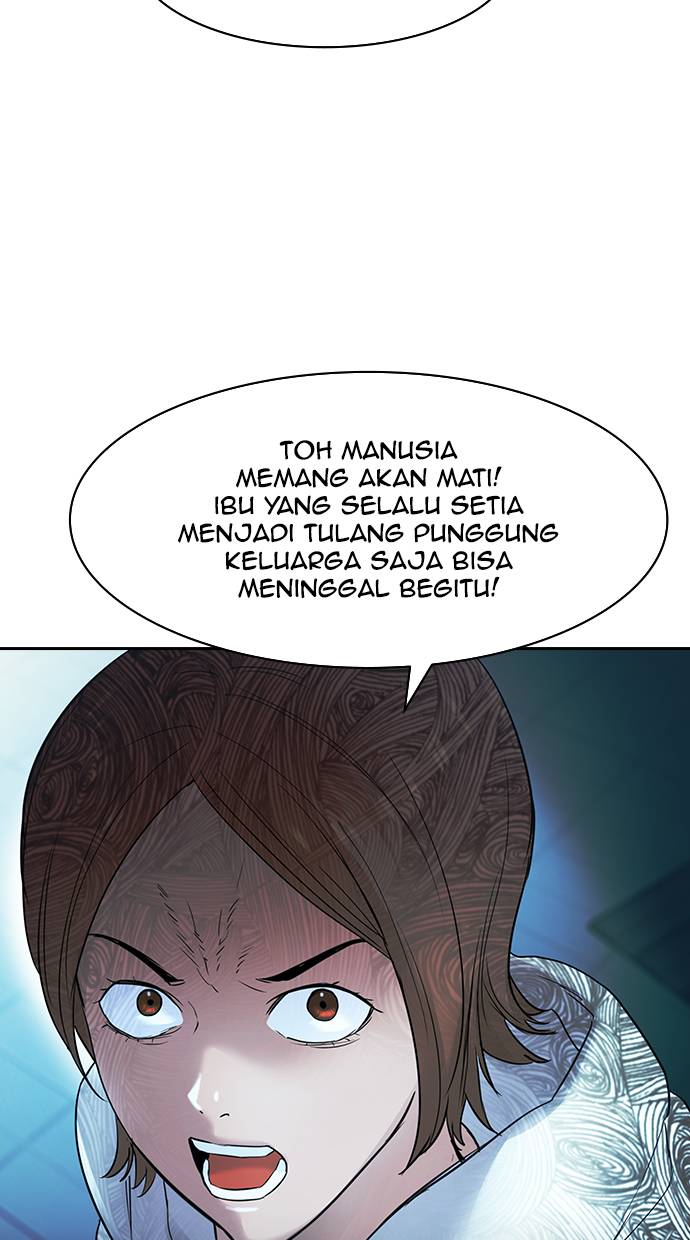 TOH MANUSIA
MEMANG AKAN MATI!
IBU YANG SELALU SETIA
MENJADI TULANG PUNGGUNG
KELUARGA SAJA BISA
MENINGGAL BEGITU!